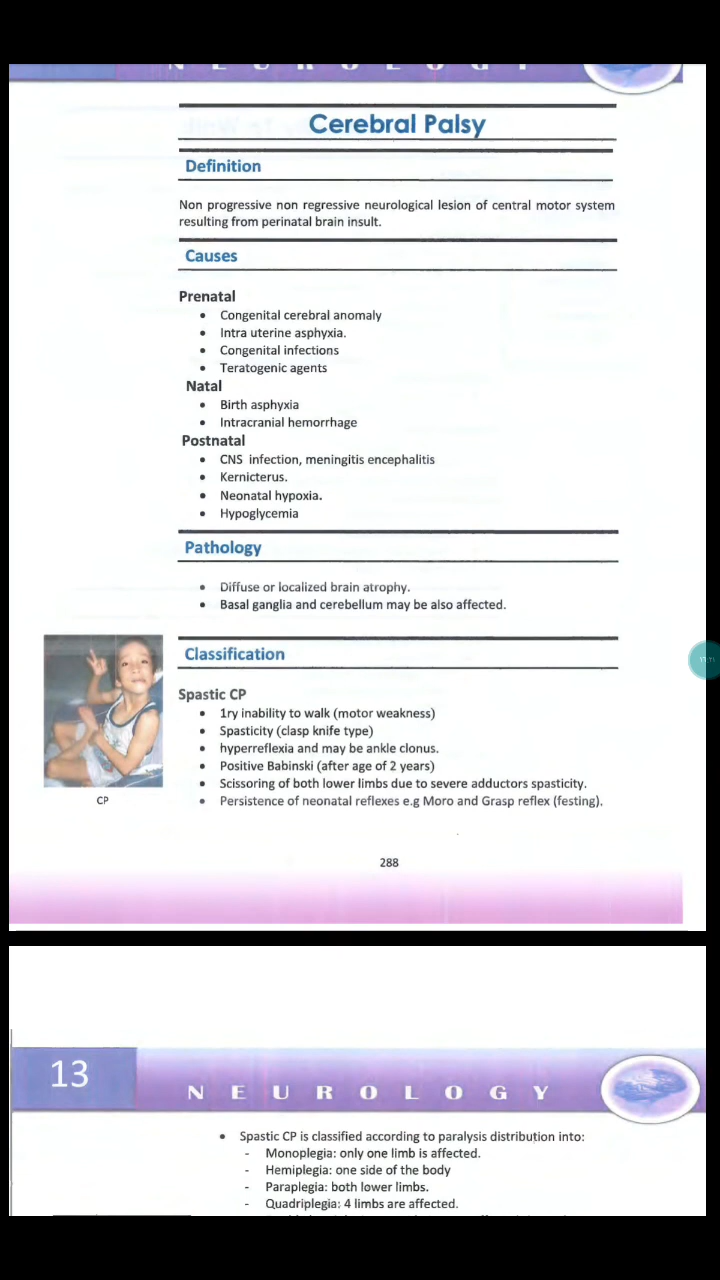 NEUROLOGY
Cerebral Palsy
Definition
Non progressive non regressive neurological lesion of central motor system
resulting from perinatal brain insult.
Causes
Prenatal
• Congenital cerebral anomaly
• Intra uterine asphyxia.
• Congenital infections
• Teratogenic agents
Natal
• Birth asphyxia
• Intracranial hemorrhage
Postnatal
• CNS infection, meningitis encephalitis
• Kernicterus.
• Neonatal hypoxia.
• Hypoglycemia
Pathology
• Diffuse or localized brain atrophy.
• Basal ganglia and cerebellum may be also affected.
Classification
Spastic CP
• 1ry inability to walk (motor weakness)
• Spasticity (clasp knife type)
• hyperreflexia and may be ankle clonus.
• Positive Babinski (after age of 2 years)
• Scissoring of both lower limbs due to severe adductors spasticity.
• Persistence of neonatal reflexes e.g Moro and Grasp reflex (festing).
CP
288
13
NEUROLOGY
• Spastic CP is classified according to paralysis distribution into:
- Monoplegia: only one limb is affected.
- Hemiplegia: one side of the body
- Paraplegia: both lower limbs.
- Quadriplegia: 4 limbs are affected.